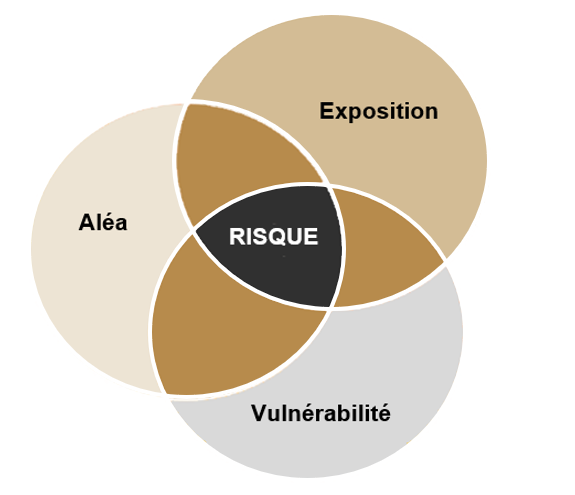 Exposition
Aléa
RISQUE
Vulnérabilité